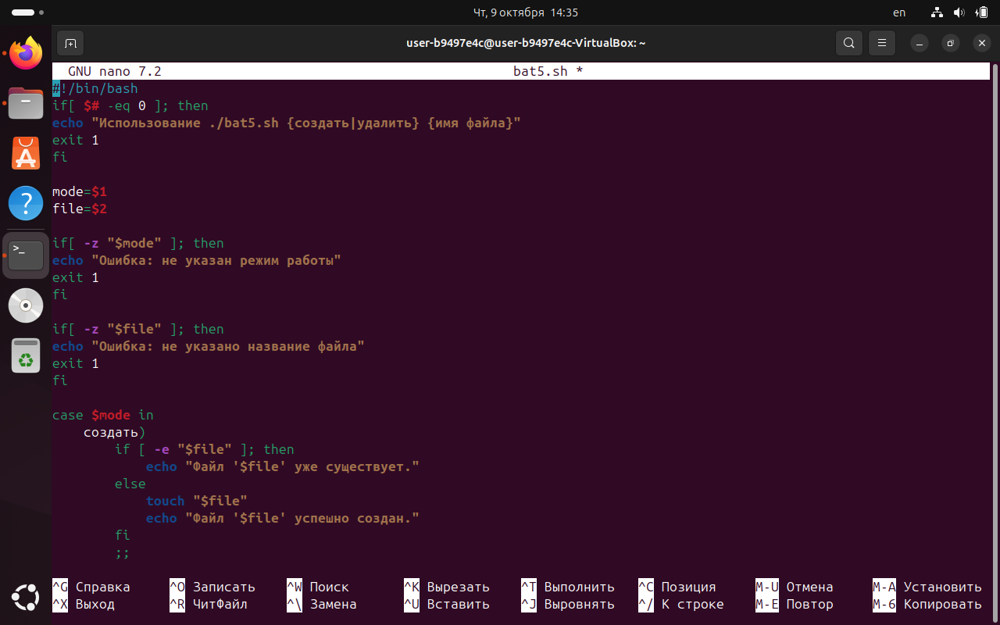 Чт, 9 октября 14:35
en
user-b9497e4c@user-b9497e4c-VirtualBox: ~
GNU nano 7.2 bat5.sh *
#!/bin/bash
if[ $# -eq 0 ]; then
echo "Использование ./bat5.sh {создать|удалить} {имя файла}"
exit 1
fi
mode=$1
file=$2
if[ -z "$mode" ]; then
echo "Ошибка: не указан режим работы"
exit 1
fi
if[ -z "$file" ]; then
echo "Ошибка: не указано название файла"
exit 1
fi
case $mode in
    создать)
        if [ -e "$file" ]; then
            echo "Файл '$file' уже существует."
        else
            touch "$file"
            echo "Файл '$file' успешно создан."
        fi
        ;;
^G Справка ^O Записать ^W Поиск ^K Вырезать ^T Выполнить ^C Позиция M-U Отмена M-A Установить
^X Выход ^R ЧитФайл ^\ Замена ^U Вставить ^J Выровнять ^/ К строке M-E Повтор M-6 Копировать